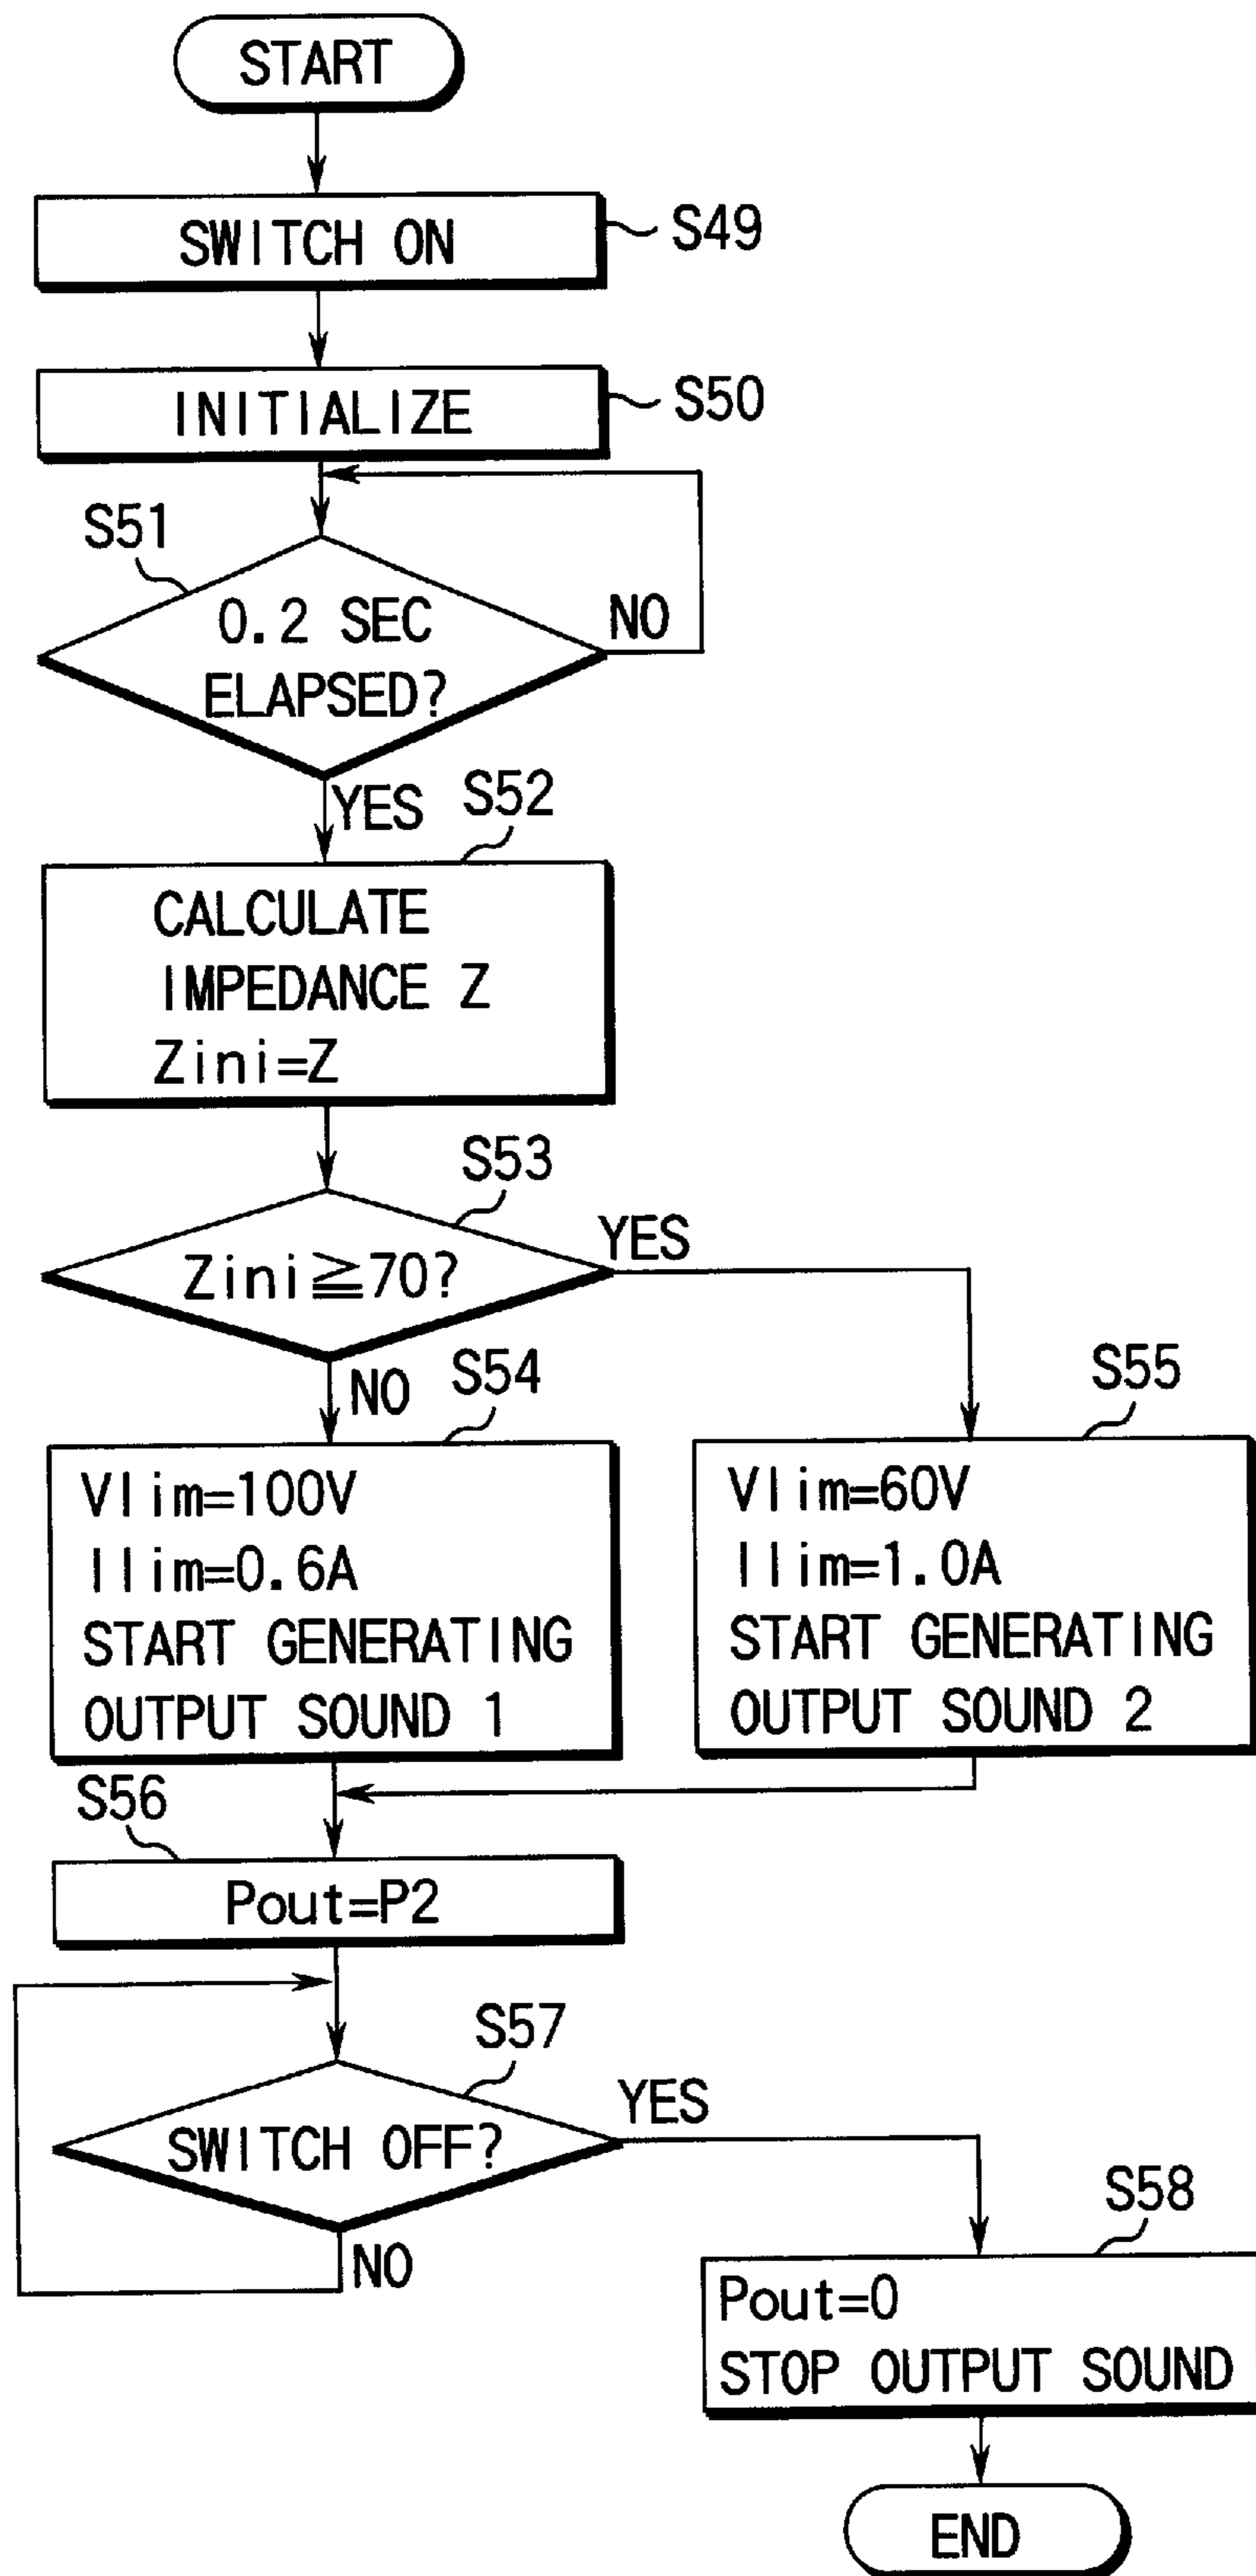 START
SWITCH ON
S49
INITIALIZE
S50
S51
0.2 SEC
ELAPSED?
NO
YES
S52
CALCULATE
IMPEDANCE Z
Zini=Z
S53
Zini≧70?
YES
NO
S54
Vlim=100V
Ilim=0.6A
START GENERATING
OUTPUT SOUND 1
S55
Vlim=60V
Ilim=1.0A
START GENERATING
OUTPUT SOUND 2
S56
Pout=P2
S57
SWITCH OFF?
YES
NO
S58
Pout=0
STOP OUTPUT SOUND
END